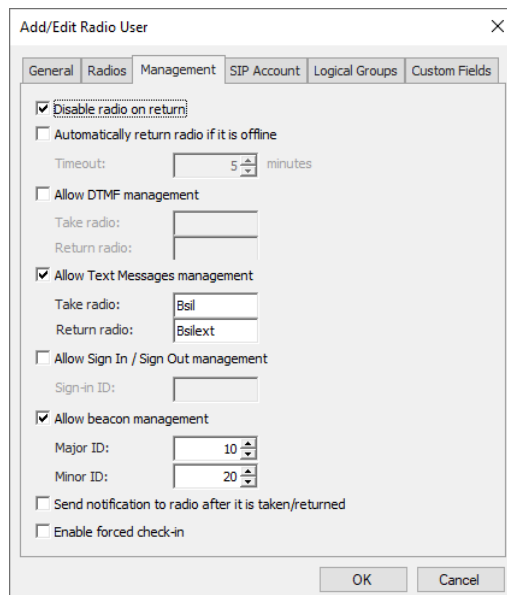 Add/Edit Radio User
General Radios Management SIP Account Logical Groups Custom Fields
Disable radio on return
Automatically return radio if it is offline
Timeout: 5 minutes
Allow DTMF management
Take radio:
Return radio:
Allow Text Messages management
Take radio: Bsil
Return radio: Bsilext
Allow Sign In / Sign Out management
Sign-in ID:
Allow beacon management
Major ID: 10
Minor ID: 20
Send notification to radio after it is taken/returned
Enable forced check-in
OK Cancel